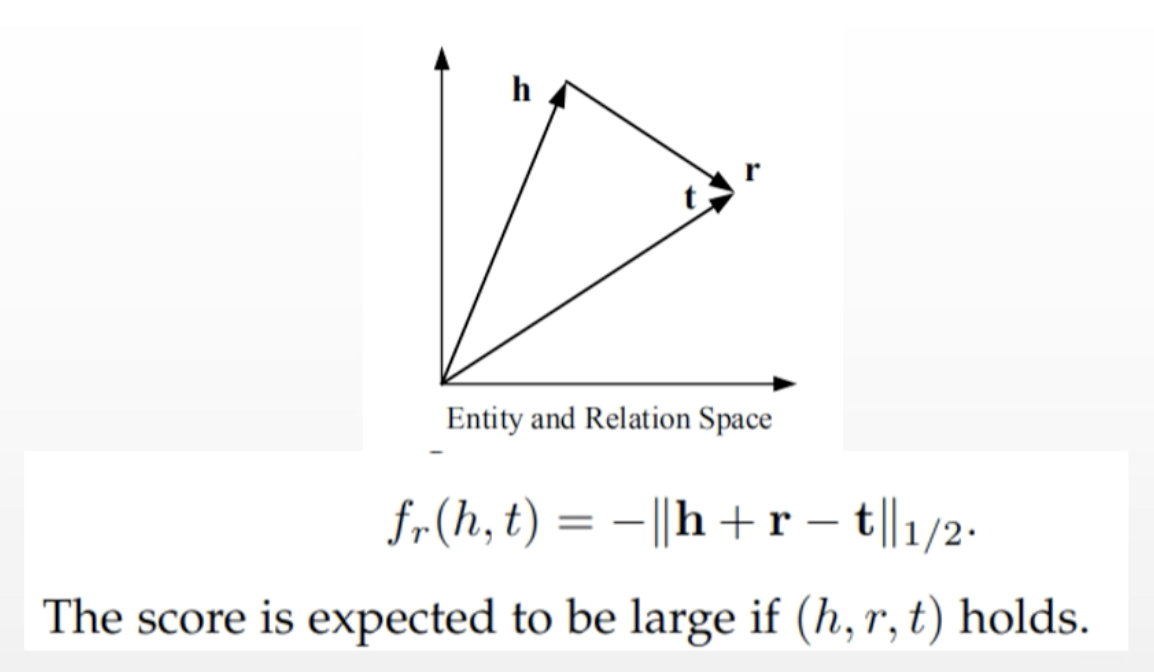 h
r
t
Entity and Relation Space
f_r(h, t) = −‖h + r − t‖_{1/2}.
The score is expected to be large if (h, r, t) holds.